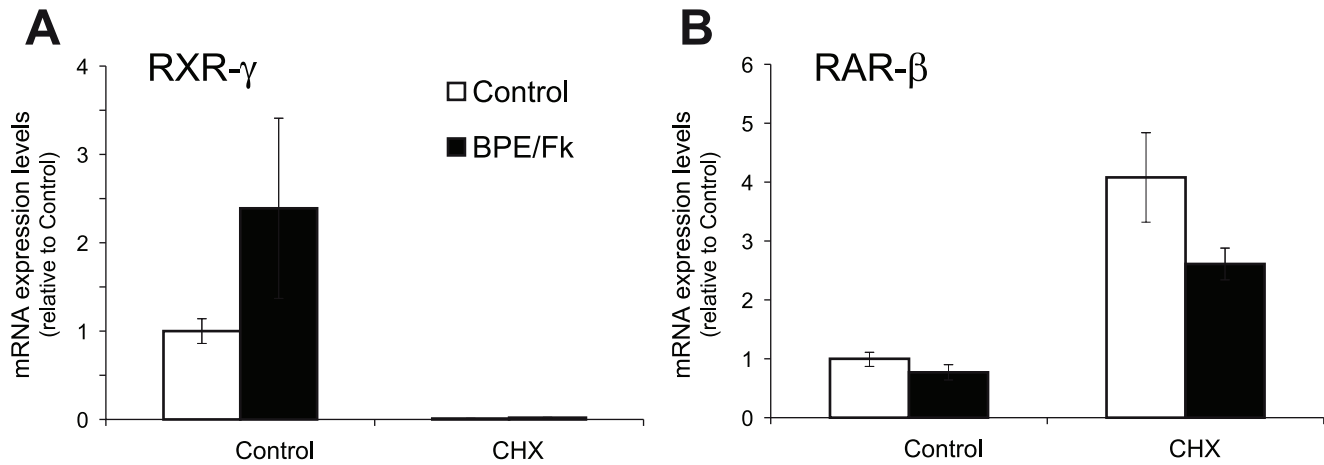 A
RXR-γ
mRNA expression levels
(relative to Control)
4
3
2
1
0
Control
BPE/Fk
Control
CHX
B
RAR-β
mRNA expression levels
(relative to Control)
6
5
4
3
2
1
0
Control
CHX